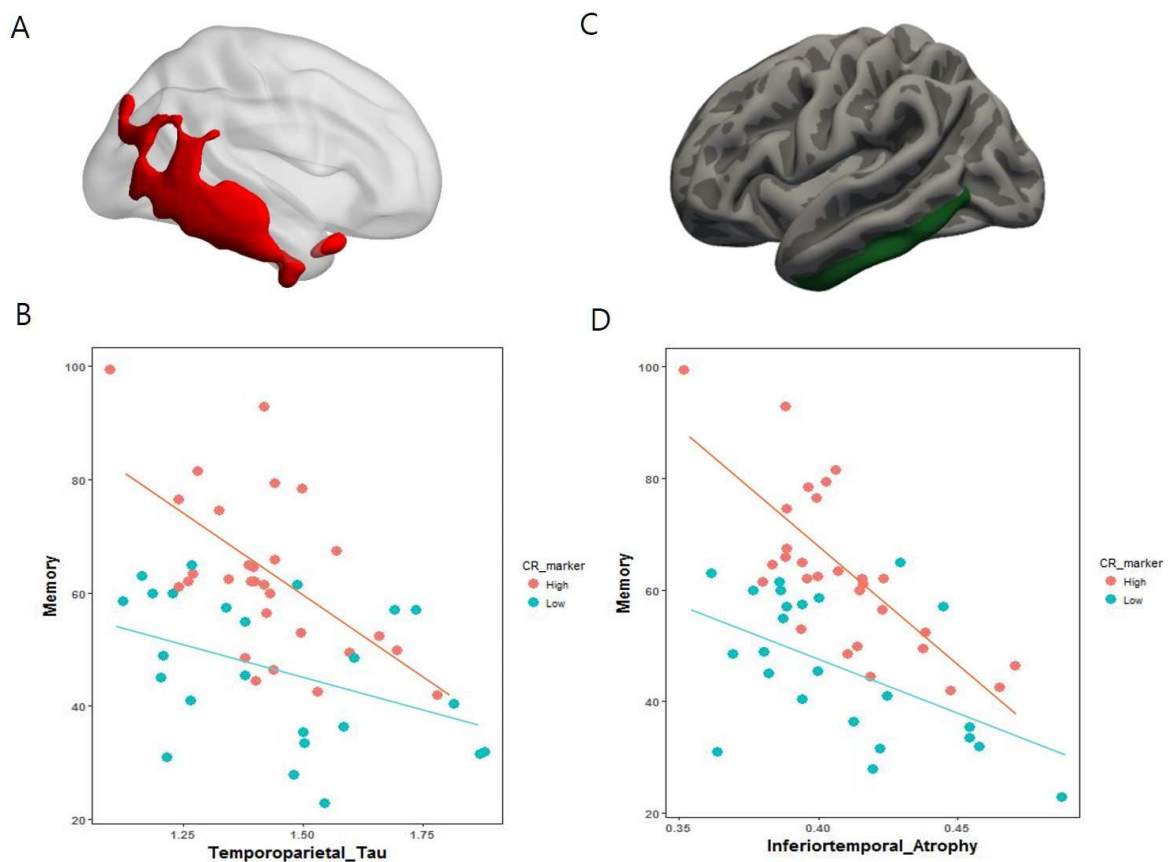 A
C
B
D
100
80
60
40
20
Memory
1.25
1.50
1.75
Temporoparietal_Tau
CR_marker
High
Low
100
80
60
40
20
Memory
0.35
0.40
0.45
Inferiortemporal_Atrophy
CR_marker
High
Low